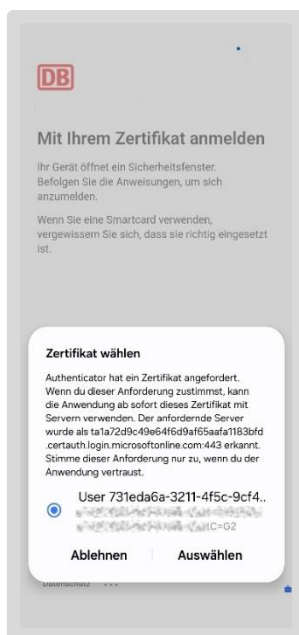 DB
Mit Ihrem Zertifikat anmelden
Ihr Gerät öffnet ein Sicherheitsfenster.
Befolgen Sie die Anweisungen, um sich
anzumelden.
Wenn Sie eine Smartcard verwenden,
vergewissern Sie sich, dass sie richtig eingesetzt
ist.
Zertifikat wählen
Authenticator hat ein Zertifikat angefordert.
Wenn du dieser Anforderung zustimmst, kann
die Anwendung ab sofort dieses Zertifikat mit
Servern verwenden. Der anfordernde Server
wurde als ta1a72d9c49e64f6d9af65aafa1183bfd
.certauth.login.microsoftonline.com:443 erkannt.
Stimme dieser Anforderung nur zu, wenn du der
Anwendung vertraust.
User 731eda6a-3211-4f5c-9cf4..
C=G2
Ablehnen Auswählen
Datenschutz ...